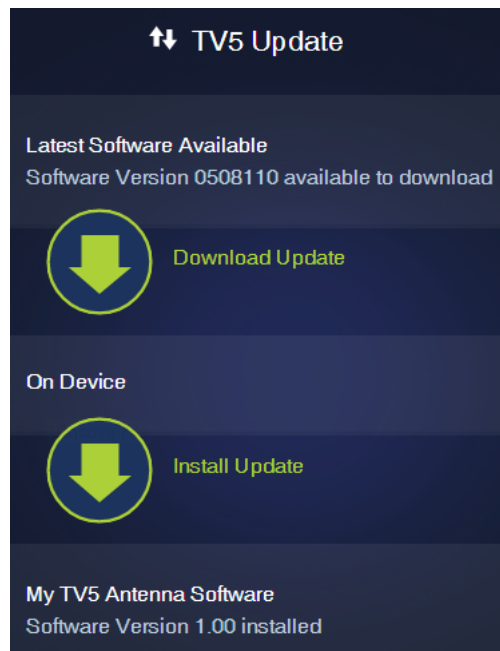 TV5 Update
Latest Software Available
Software Version 0508110 available to download
Download Update
On Device
Install Update
My TV5 Antenna Software
Software Version 1.00 installed